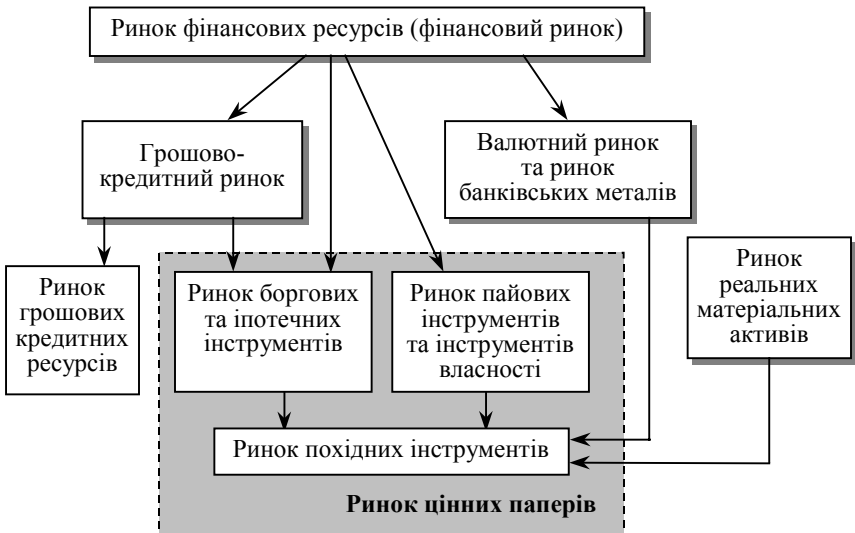 Ринок фінансових ресурсів (фінансовий ринок)
Грошово-
кредитний ринок
Валютний ринок
та ринок
банківських металів
Ринок
грошових
кредитних
ресурсів
Ринок боргових
та іпотечних
інструментів
Ринок пайових
інструментів
та інструментів
власності
Ринок
реальних
матеріальних
активів
Ринок похідних інструментів
Ринок цінних паперів